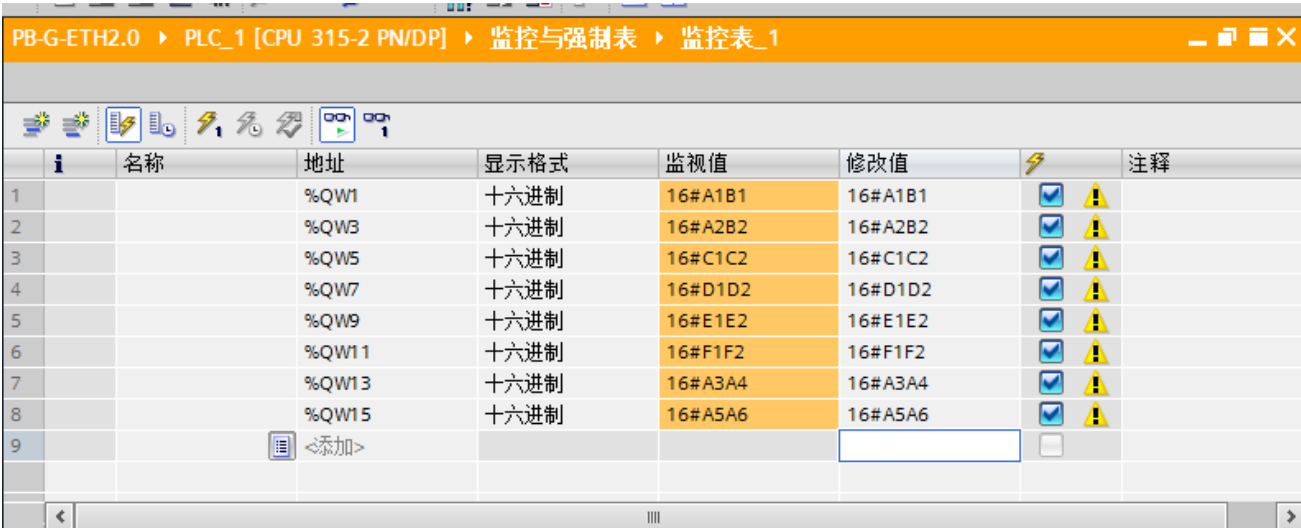 PB-G-ETH2.0 ▸ PLC_1 [CPU 315-2 PN/DP] ▸ 监控与强制表 ▸ 监控表_1
i 名称 地址 显示格式 监视值 修改值 注释
1 %QW1 十六进制 16#A1B1 16#A1B1
2 %QW3 十六进制 16#A2B2 16#A2B2
3 %QW5 十六进制 16#C1C2 16#C1C2
4 %QW7 十六进制 16#D1D2 16#D1D2
5 %QW9 十六进制 16#E1E2 16#E1E2
6 %QW11 十六进制 16#F1F2 16#F1F2
7 %QW13 十六进制 16#A3A4 16#A3A4
8 %QW15 十六进制 16#A5A6 16#A5A6
9 <添加>